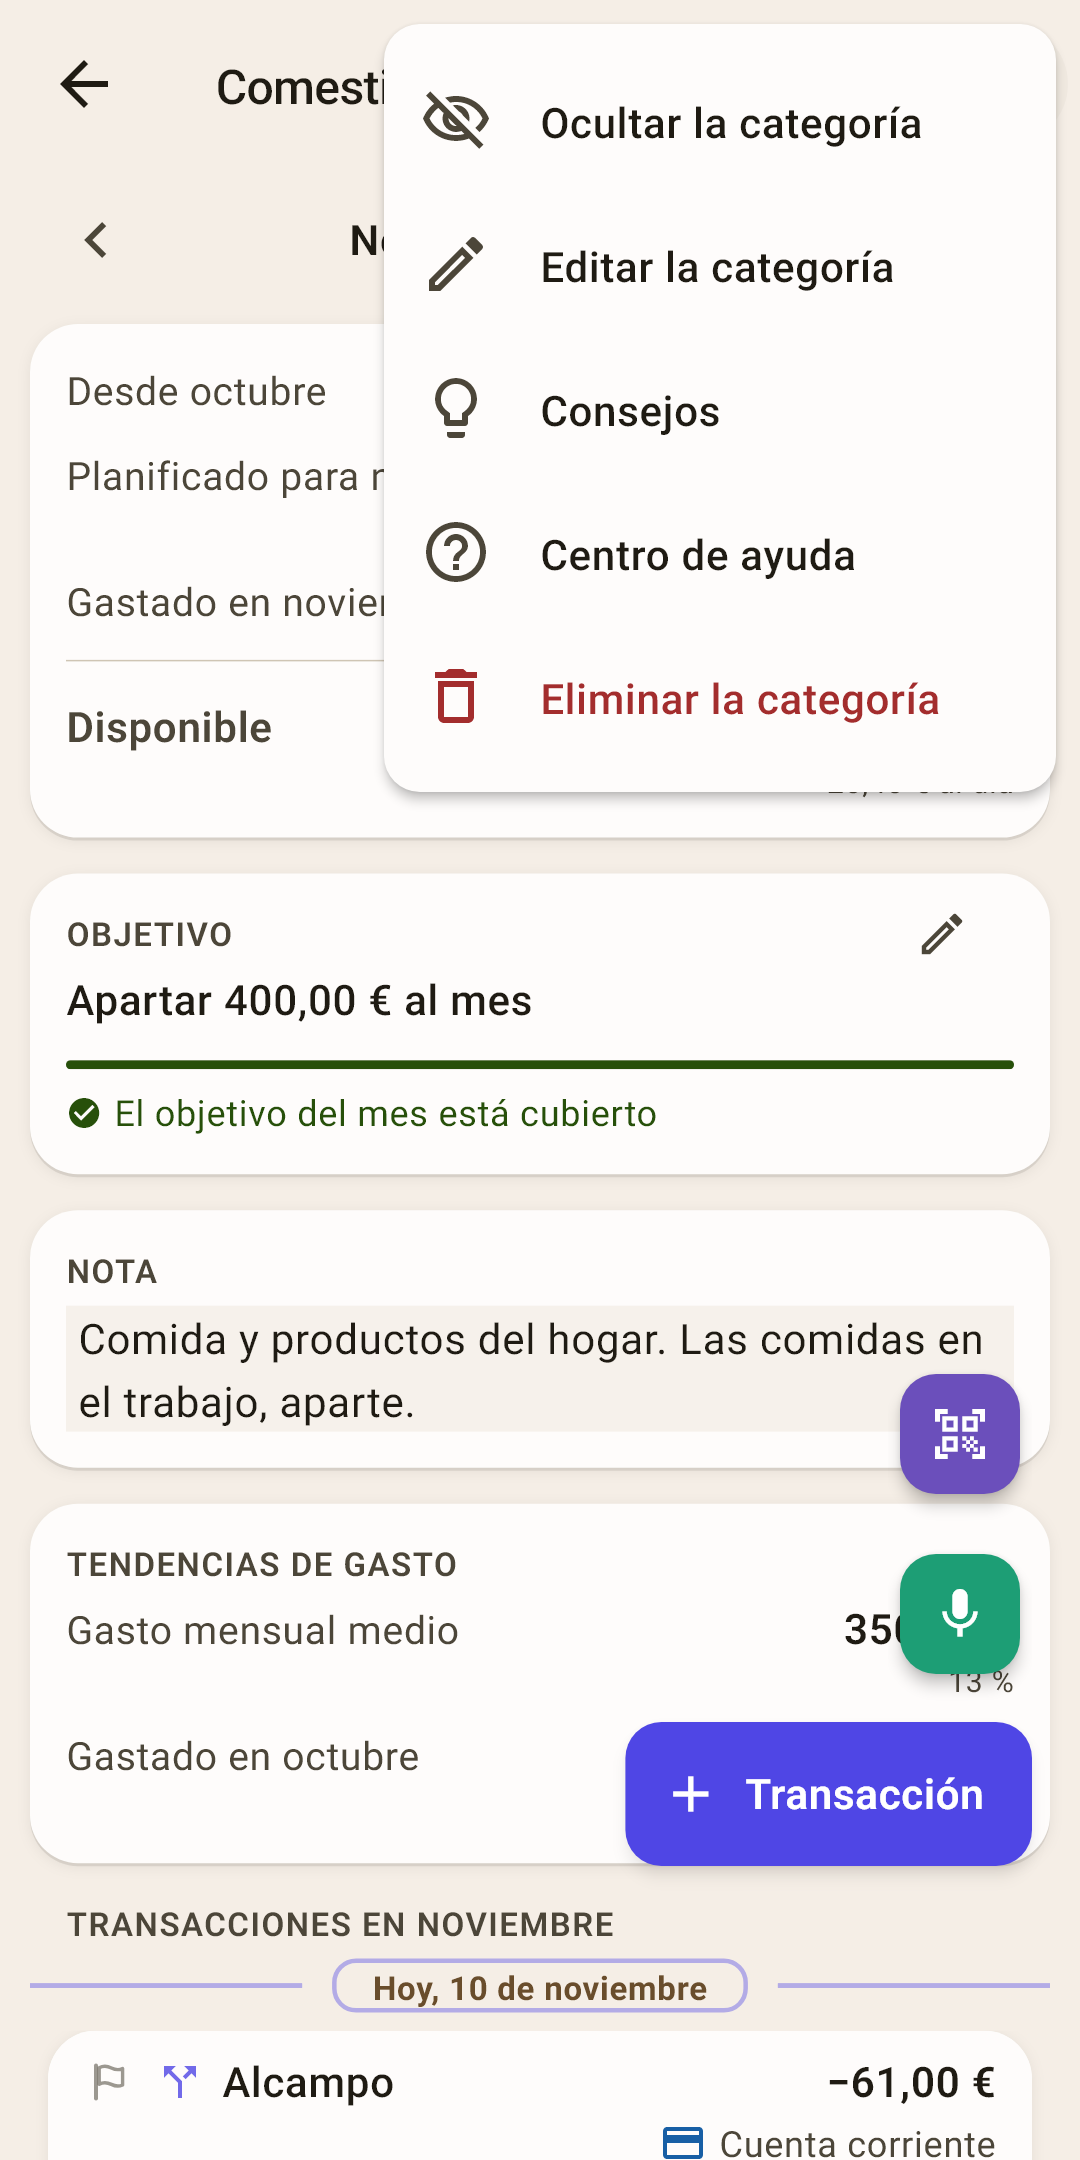 Ocultar la categoría
Editar la categoría
Consejos
Centro de ayuda
Eliminar la categoría
Desde octubre
Planificado para
Gastado en
Disponible
OBJETIVO
Apartar 400,00 € al mes
El objetivo del mes está cubierto
NOTA
Comida y productos del hogar. Las comidas en
el trabajo, aparte.
TENDENCIAS DE GASTO
Gasto mensual medio
13 %
Gastado en octubre
Transacción
TRANSACCIONES EN NOVIEMBRE
Hoy, 10 de noviembre
Alcampo −61,00 €
Cuenta corriente